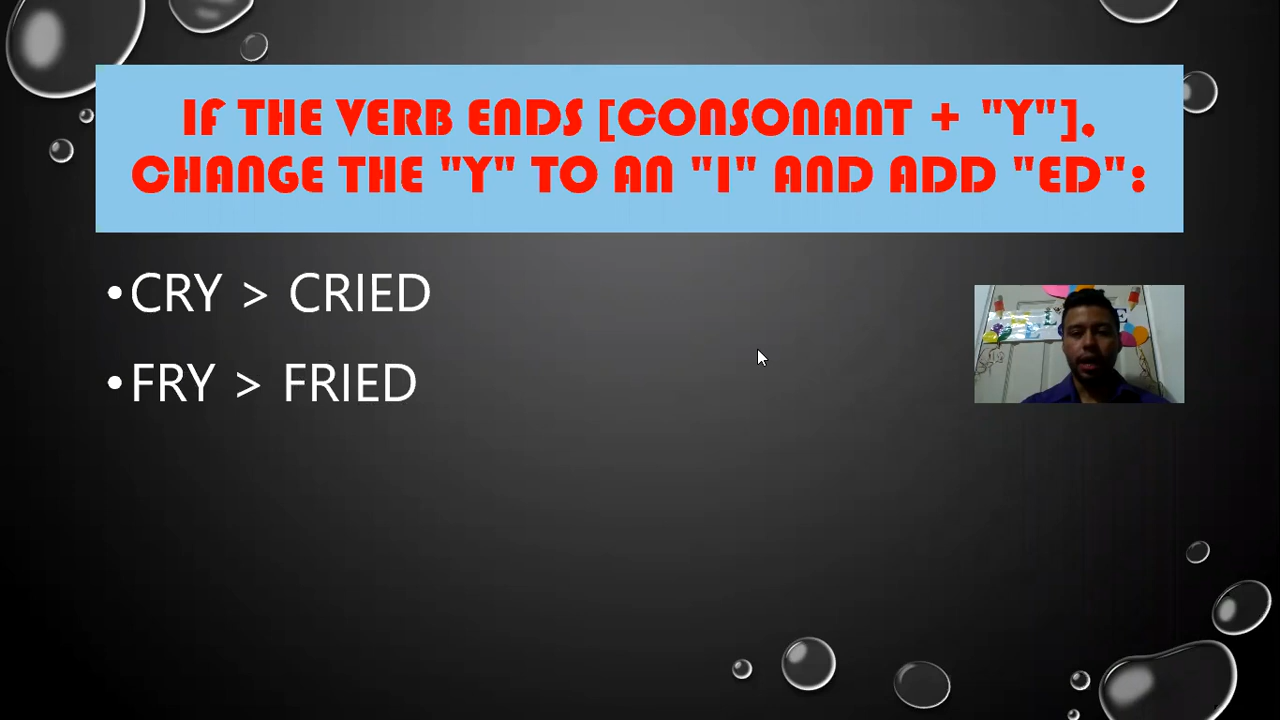 IF THE VERB ENDS [CONSONANT + "Y"],
CHANGE THE "Y" TO AN "I" AND ADD "ED":
•CRY > CRIED
•FRY > FRIED